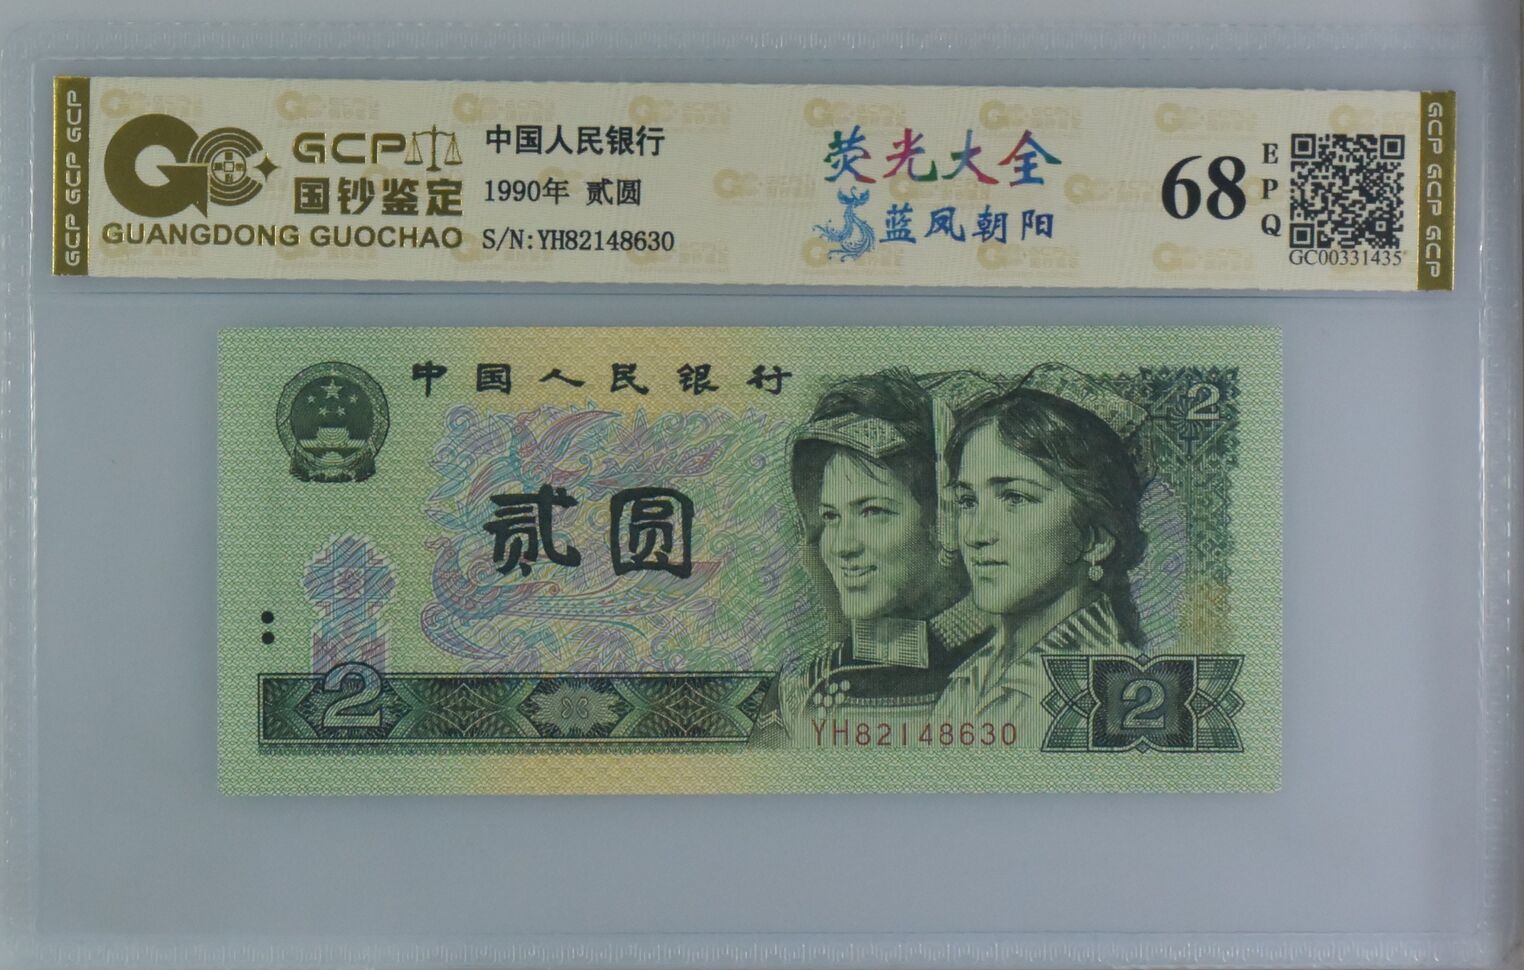 GCP GCP GCP
GCP
国钞鉴定
GUANGDONG GUOCHAO
中国人民银行
1990年 贰圆
S/N:YH82148630
荧光大全
蓝凤朝阳
68
EPQ
GC00331435
GCP GCP GCP
中国人民银行
2
贰圆
2
YH82148630
2